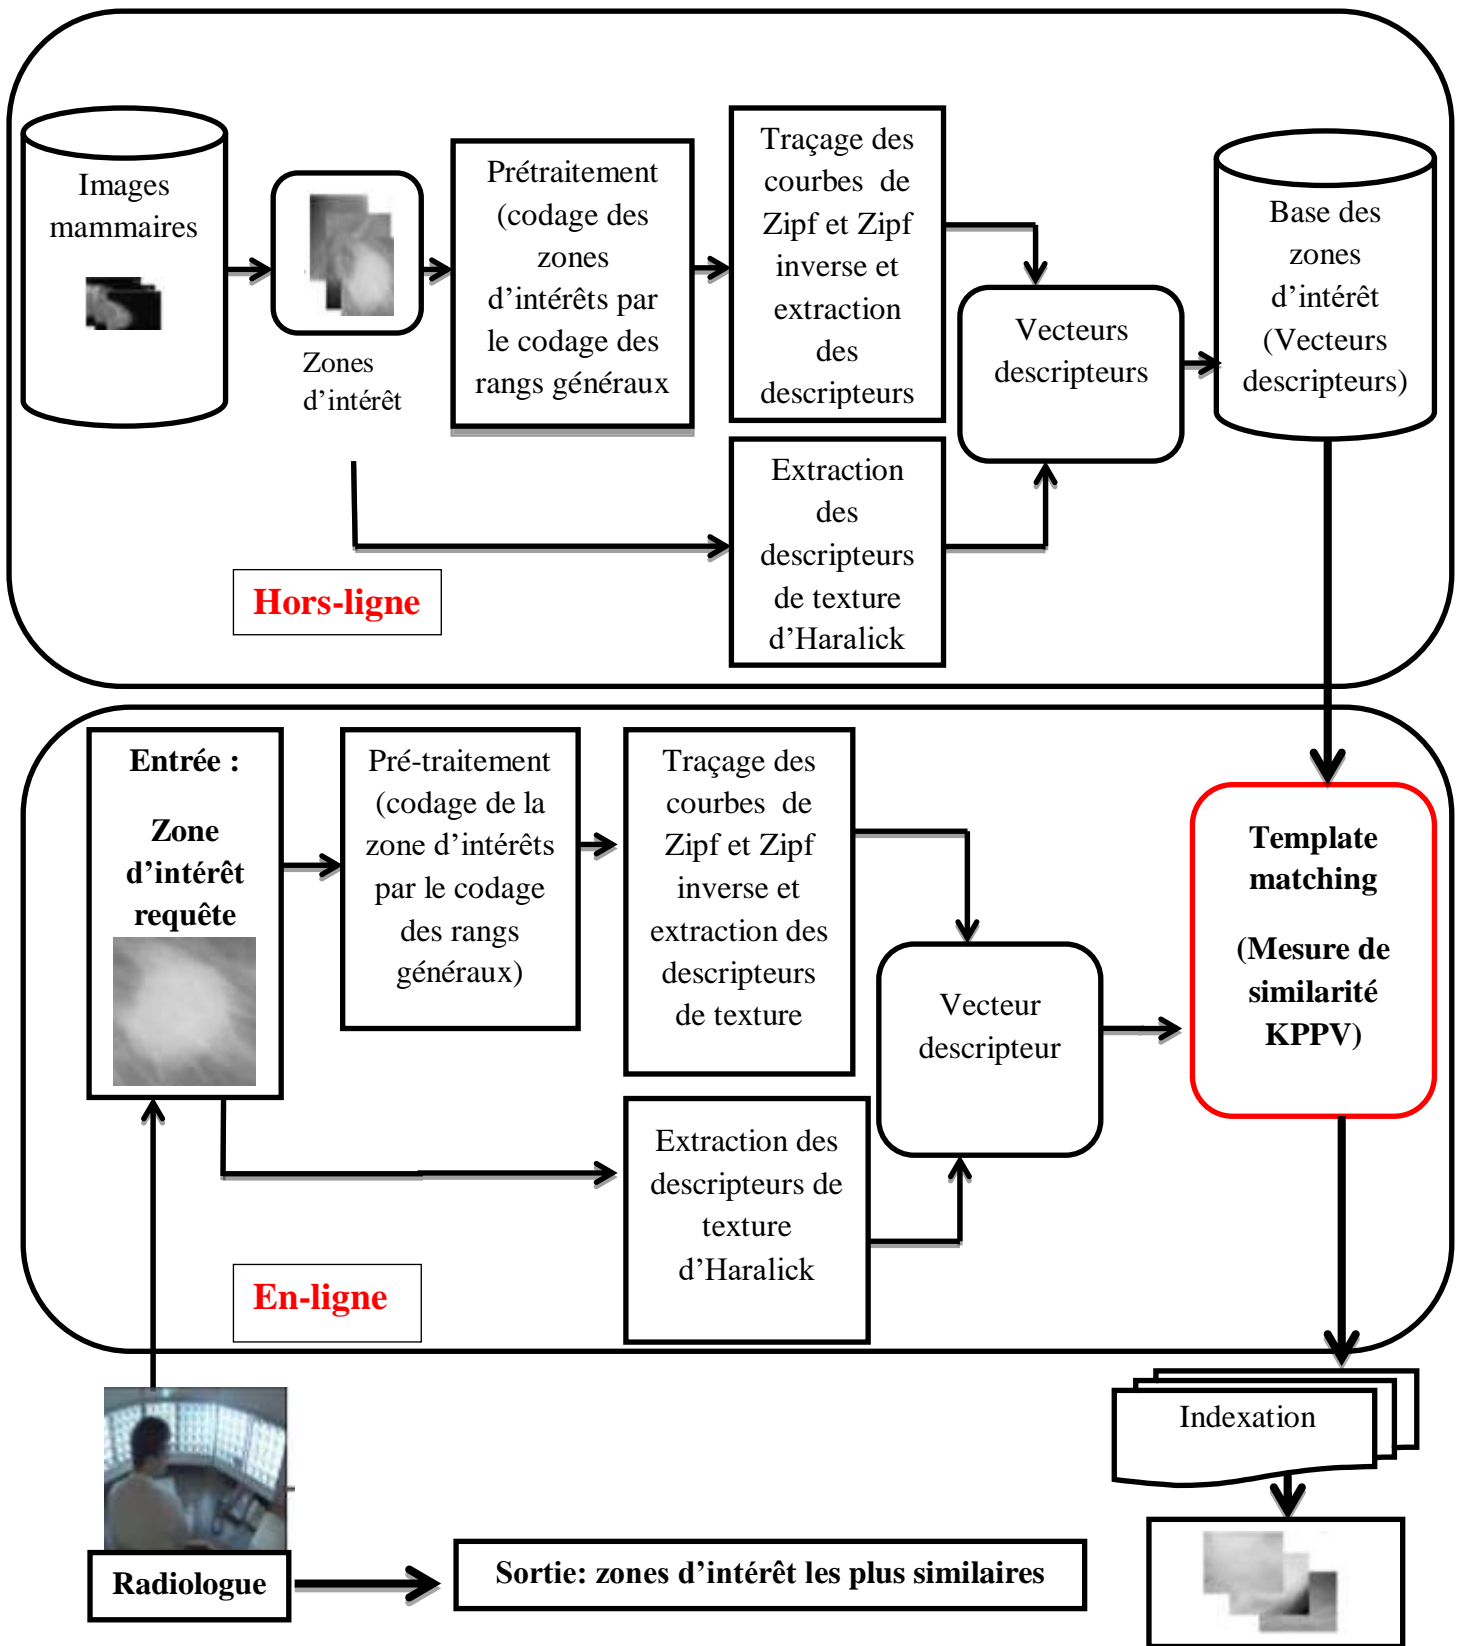 Images
mammaires
Zones
d’intérêt
Prétraitement
(codage des
zones
d’intérêts par
le codage des
rangs généraux
Traçage des
courbes de
Zipf et Zipf
inverse et
extraction
des
descripteurs
Extraction
des
descripteurs
de texture
d’Haralick
Vecteurs
descripteurs
Base des
zones
d’intérêt
(Vecteurs
descripteurs)
Hors-ligne
Entrée :
Zone
d’intérêt
requête
Pré-traitement
(codage de la
zone d’intérêts
par le codage
des rangs
généraux)
Traçage des
courbes de
Zipf et Zipf
inverse et
extraction des
descripteurs
de texture
Extraction des
descripteurs de
texture
d’Haralick
Vecteur
descripteur
Template
matching
(Mesure de
similarité
KPPV)
En-ligne
Indexation
Radiologue
Sortie: zones d’intérêt les plus similaires